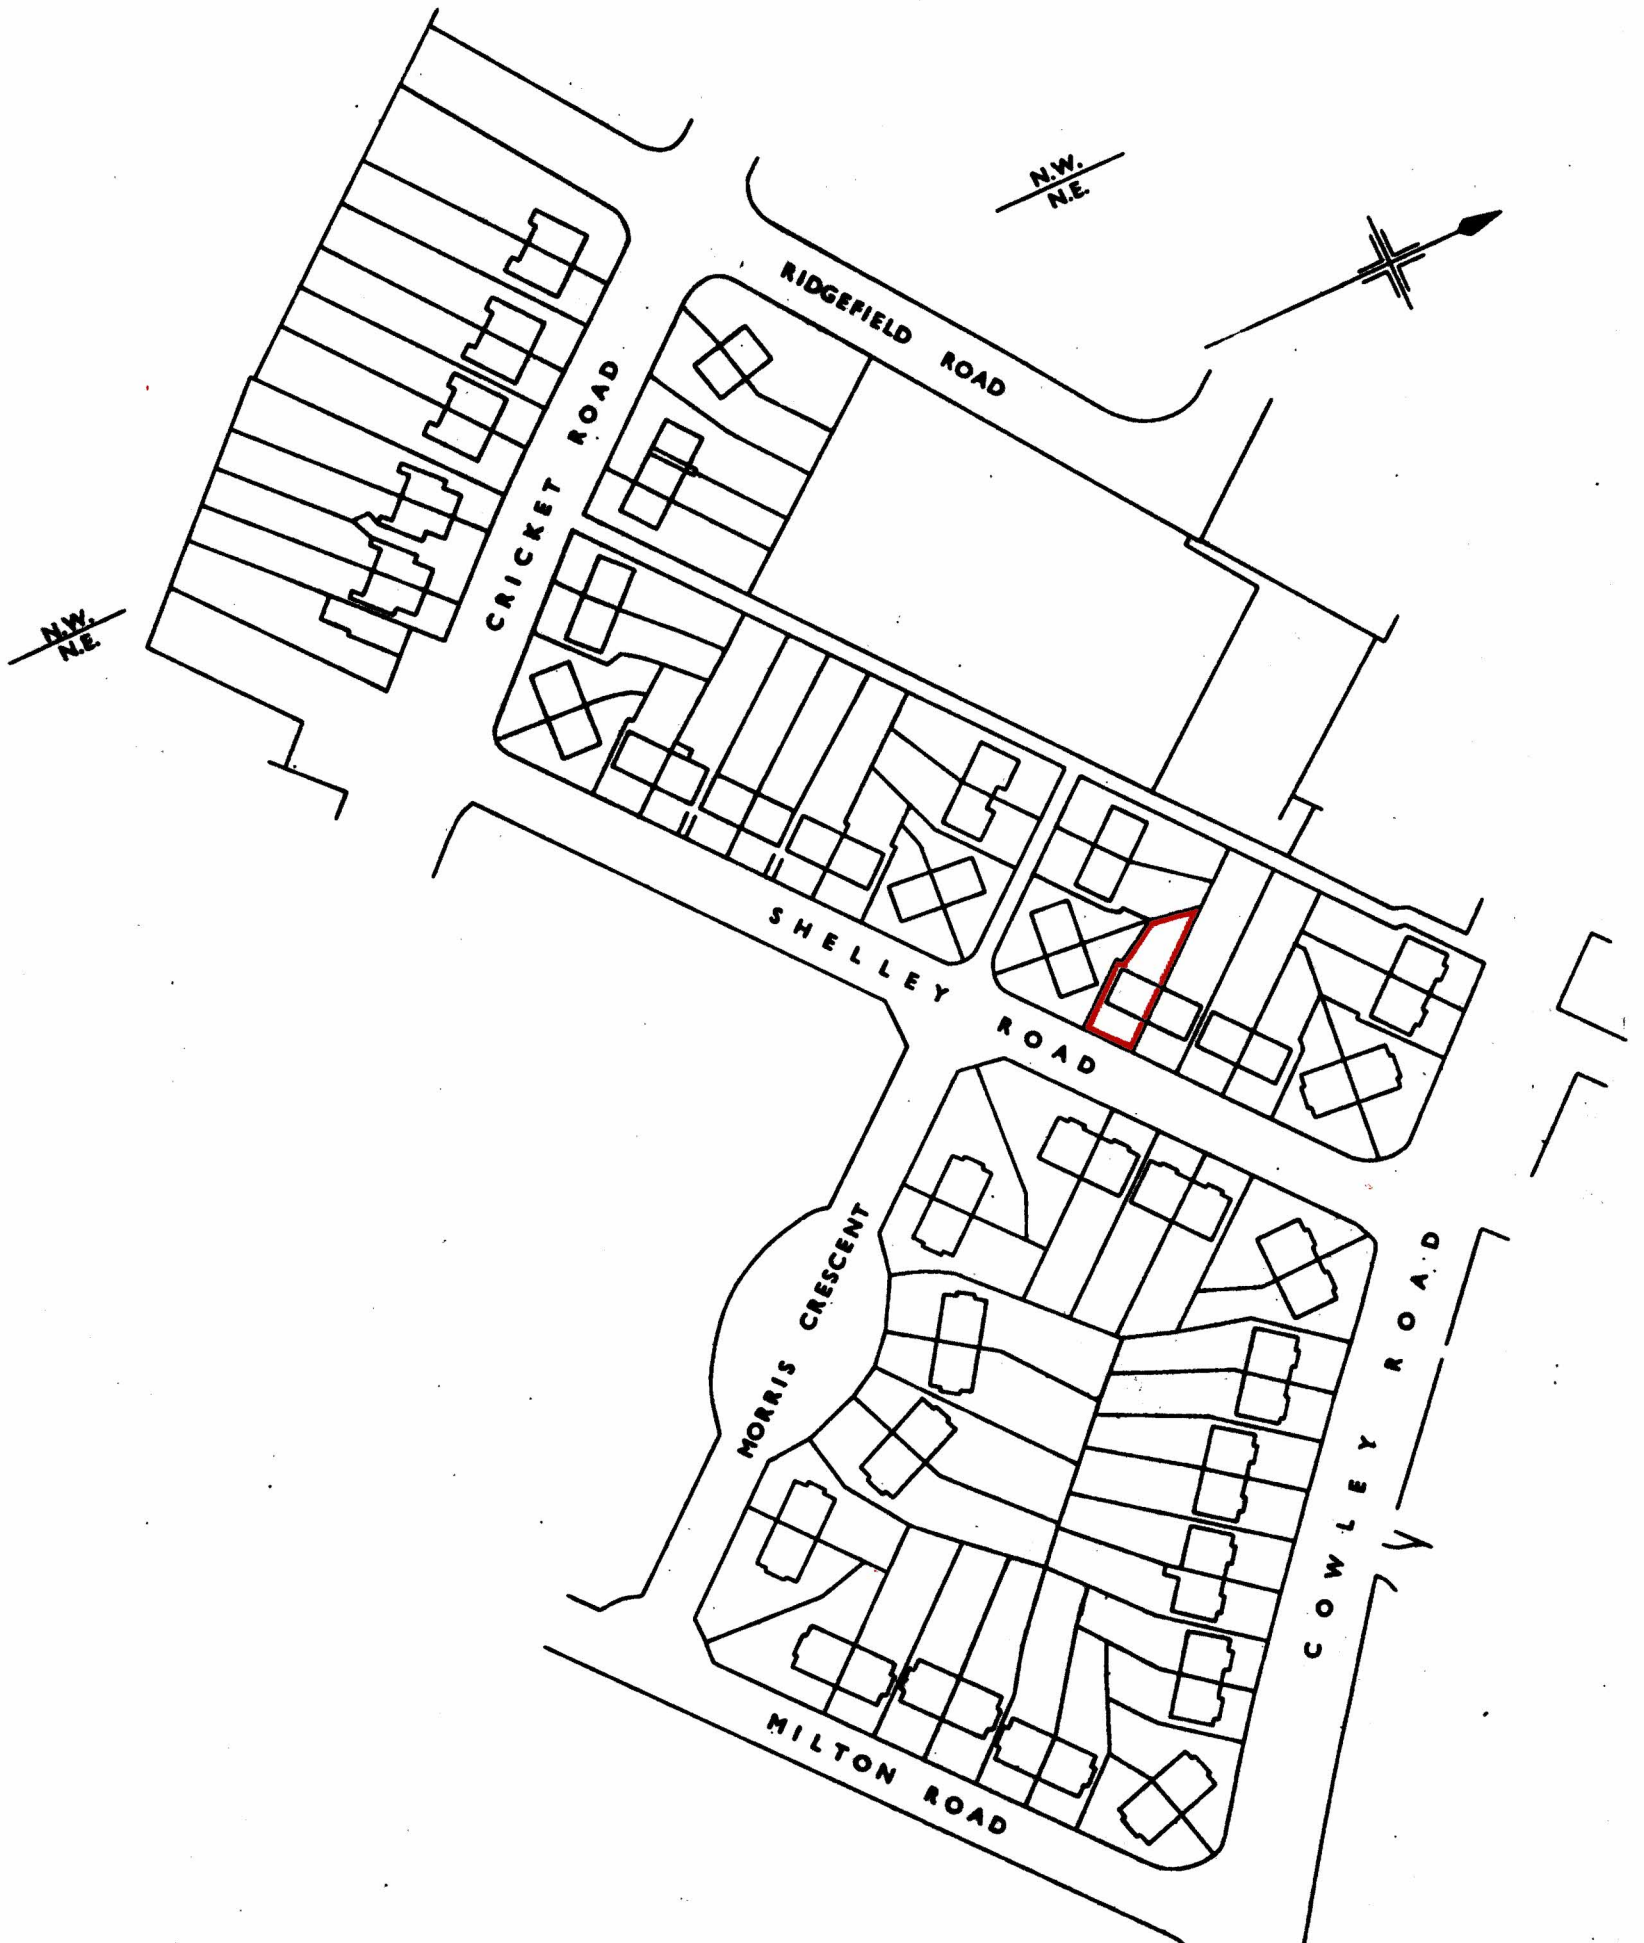 N.W.
N.E.
RIDGEFIELD ROAD
CRICKET ROAD
N.W.
N.E.
SHELLEY ROAD
MORRIS CRESCENT
COWLEY ROAD
MILTON ROAD